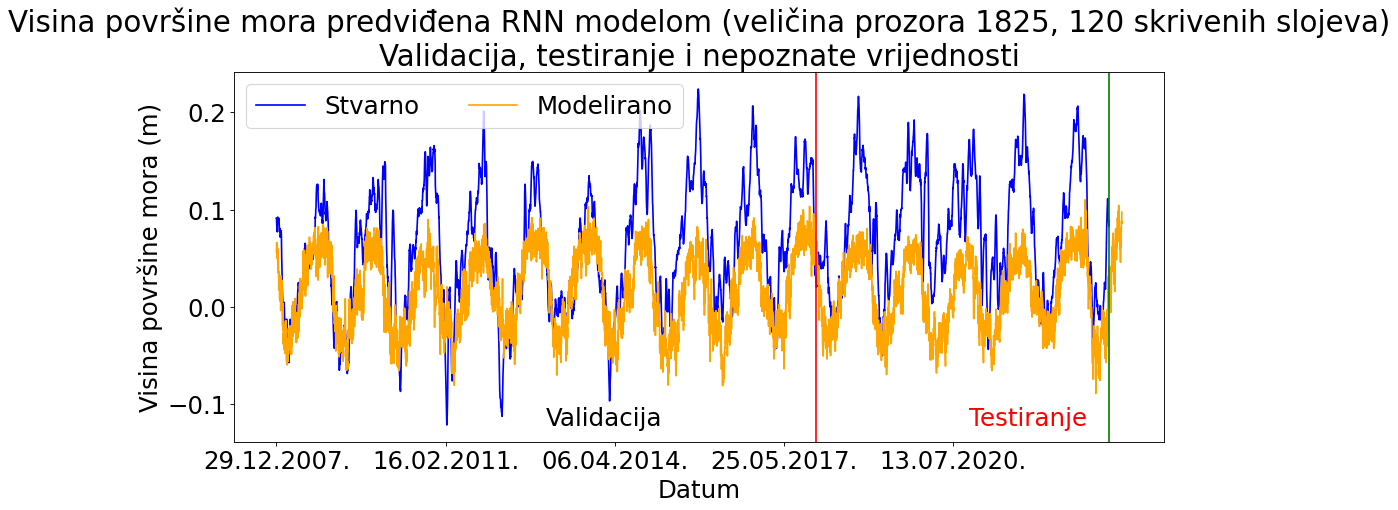 Visina površine mora predviđena RNN modelom (veličina prozora 1825, 120 skrivenih slojeva)
Validacija, testiranje i nepoznate vrijednosti
Stvarno
Modelirano
Visina površine mora (m)
0.2
0.1
0.0
−0.1
Validacija
Testiranje
29.12.2007.
16.02.2011.
06.04.2014.
25.05.2017.
13.07.2020.
Datum